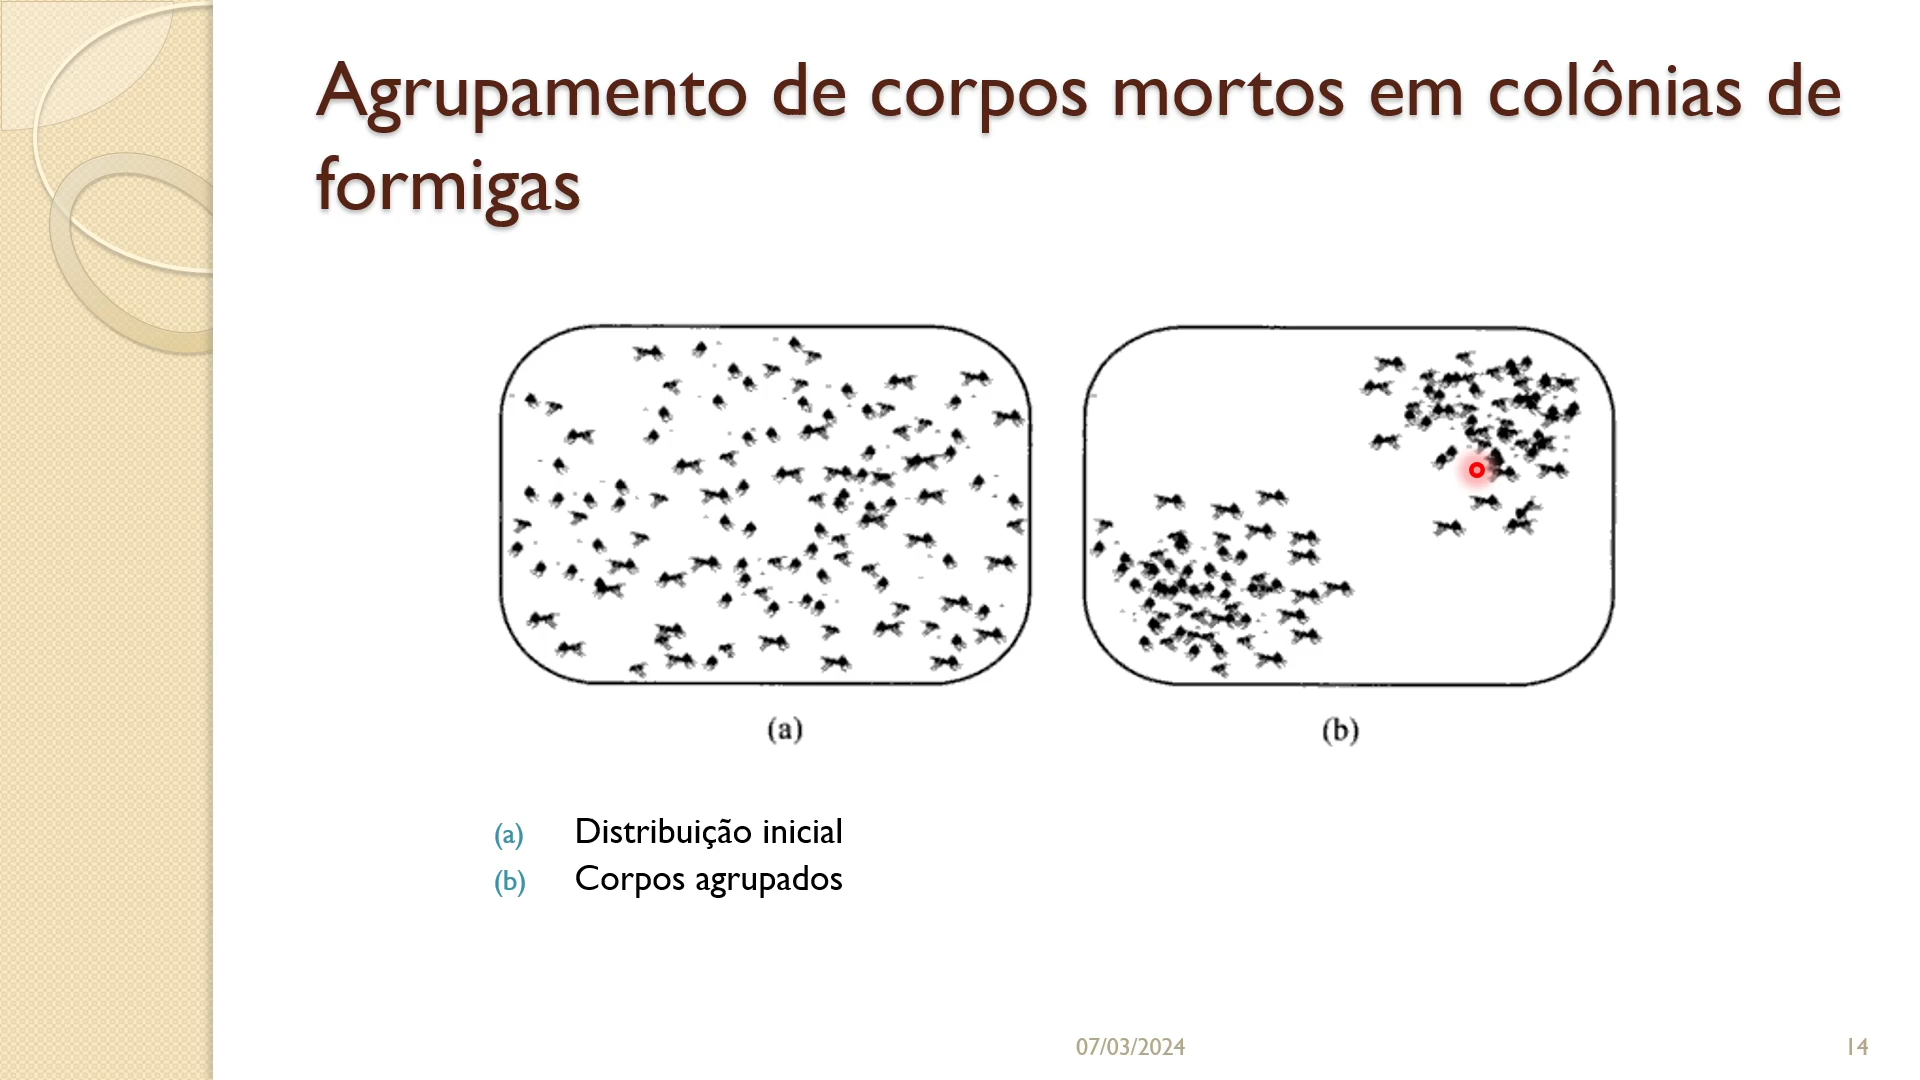 Agrupamento de corpos mortos em colônias de
formigas
(a)
(b)
(a) Distribuição inicial
(b) Corpos agrupados
07/03/2024
14